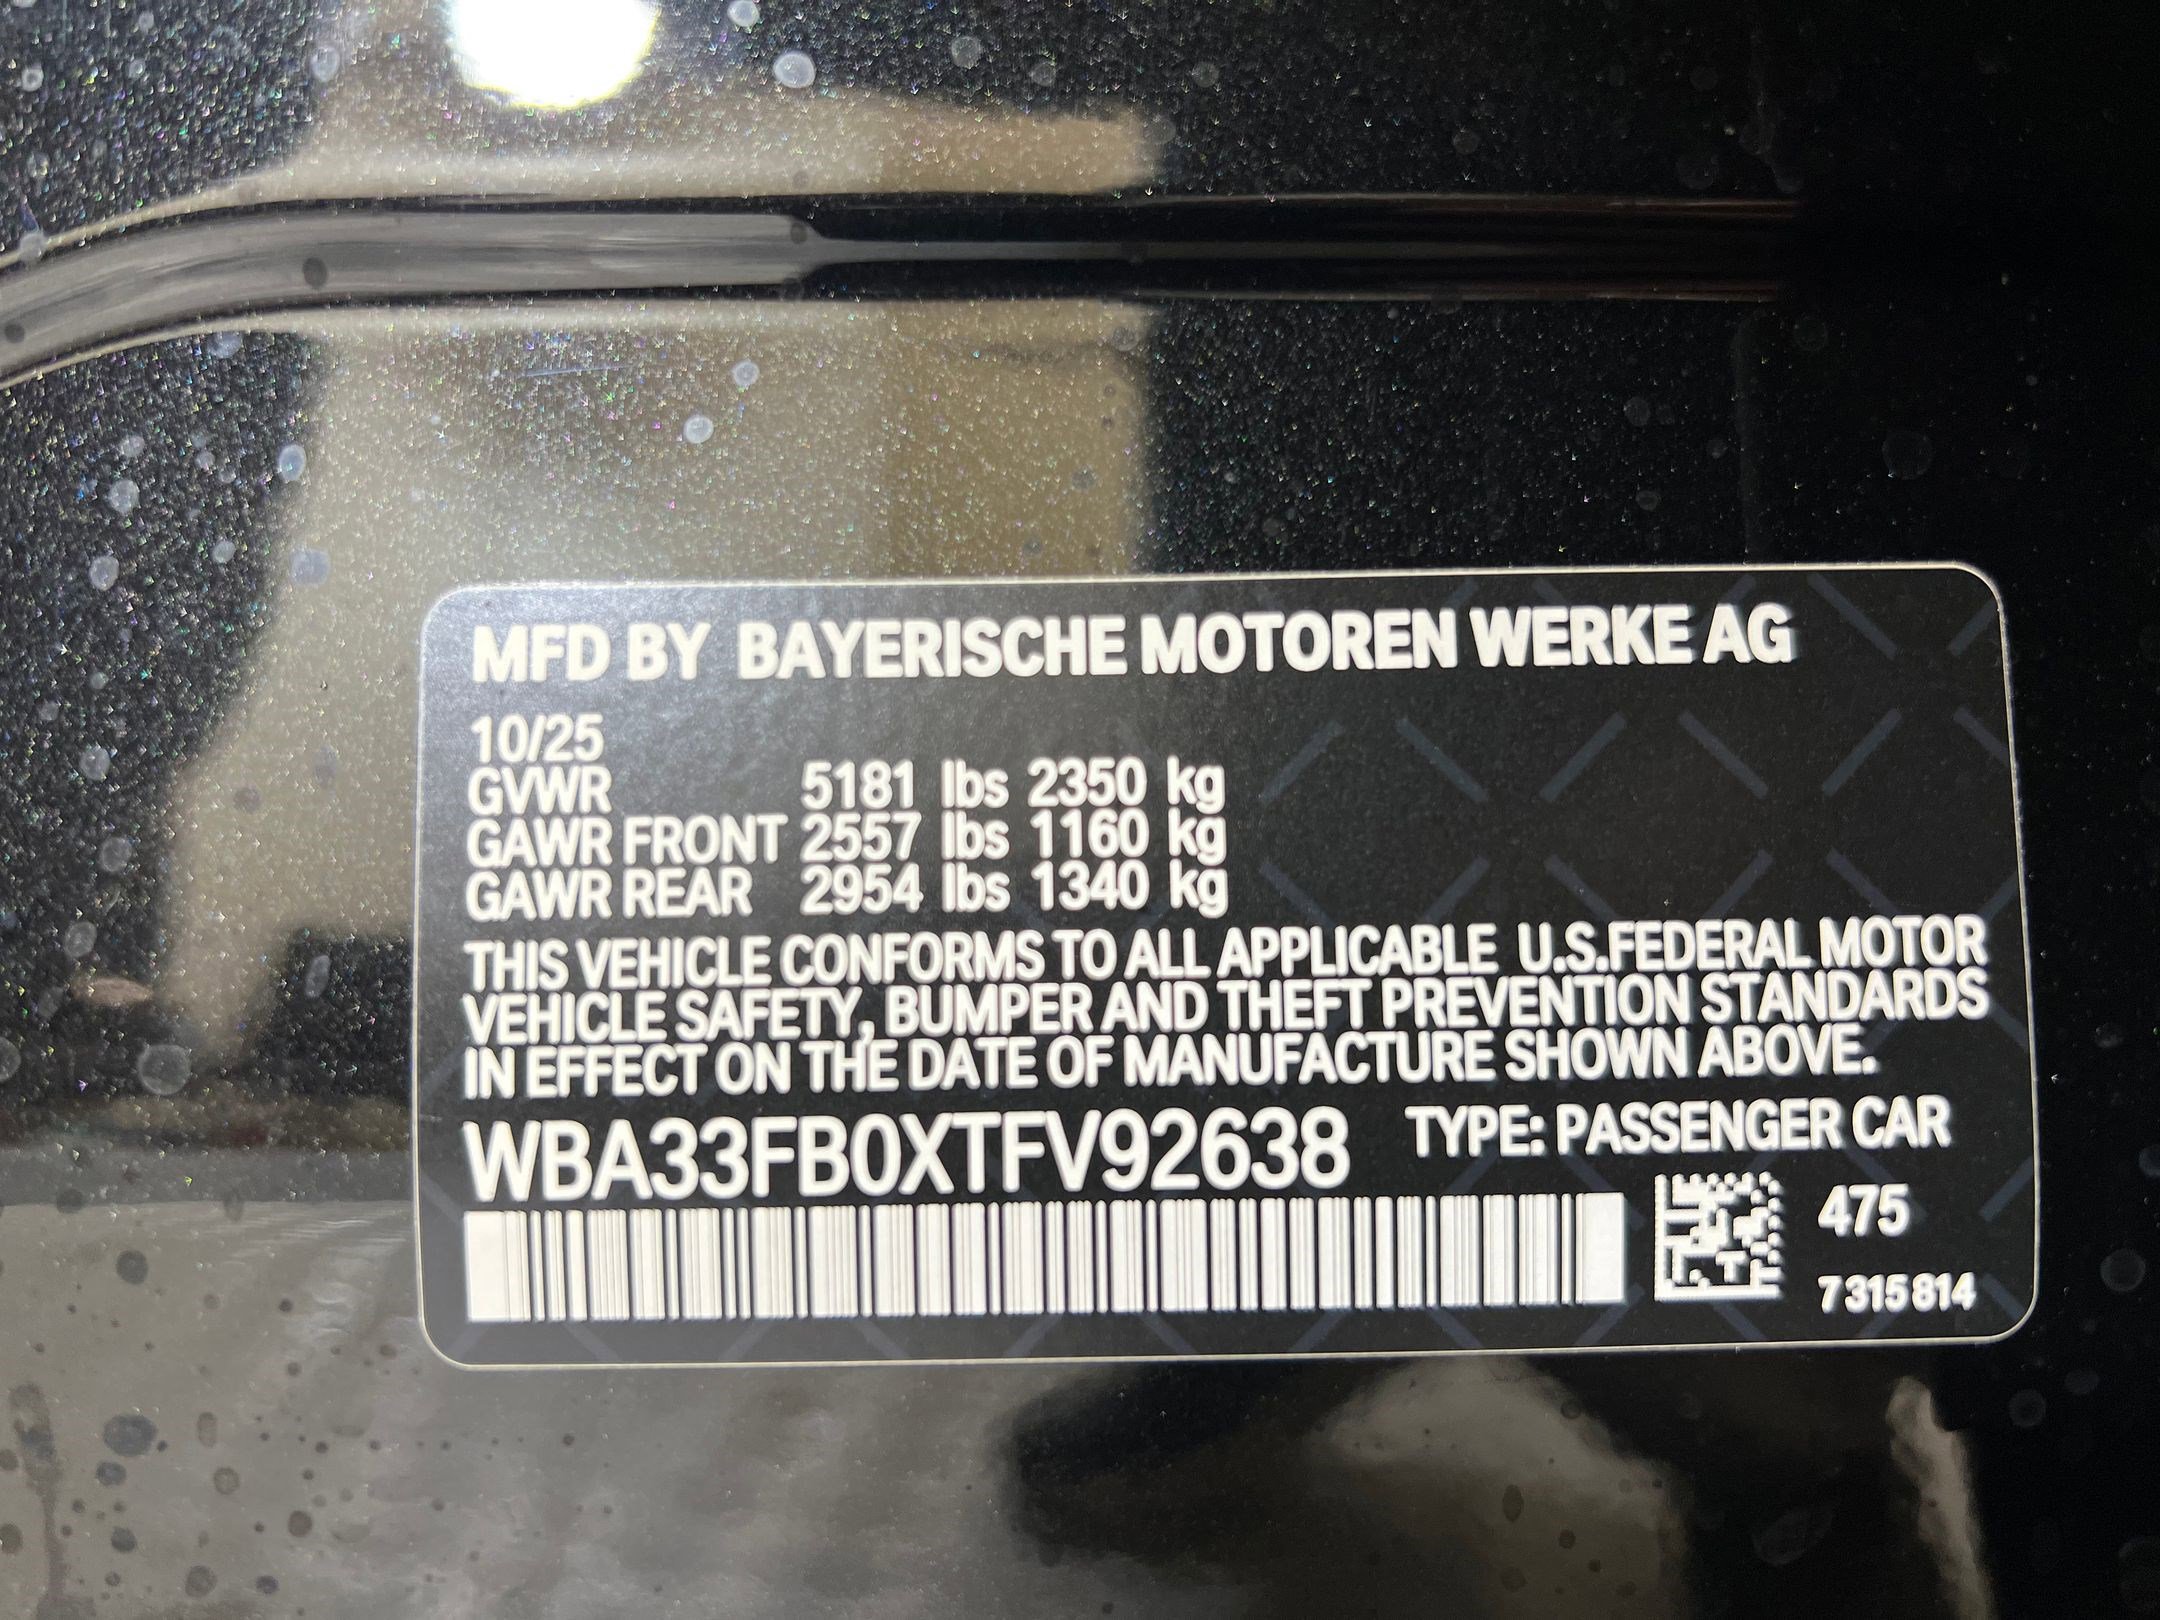 MFD BY BAYERISCHE MOTOREN WERKE AG
10/25
GVWR 5181 lbs 2350 kg
GAWR FRONT 2557 lbs 1160 kg
GAWR REAR 2954 lbs 1340 kg
THIS VEHICLE CONFORMS TO ALL APPLICABLE U.S.FEDERAL MOTOR
VEHICLE SAFETY, BUMPER AND THEFT PREVENTION STANDARDS
IN EFFECT ON THE DATE OF MANUFACTURE SHOWN ABOVE.
WBA33FB0XTFV92638 TYPE: PASSENGER CAR
475
7 315 814